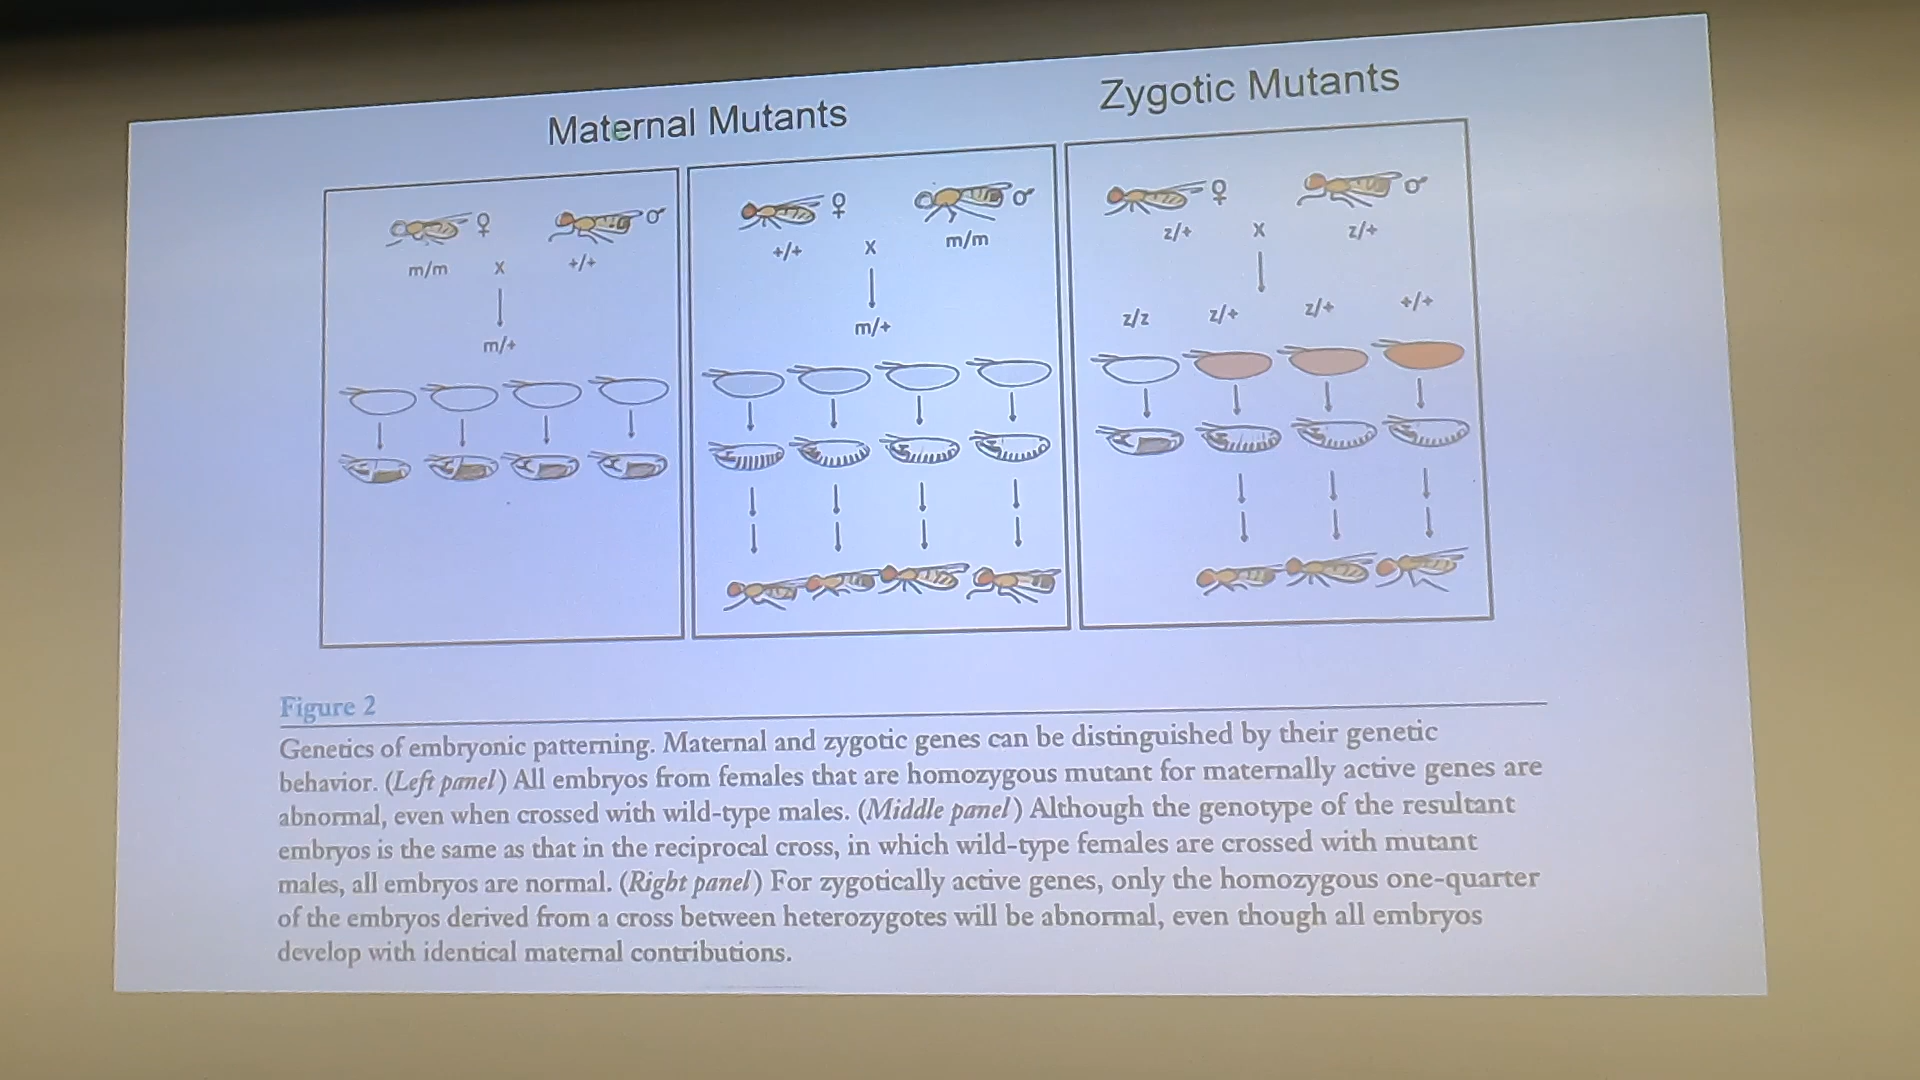 Maternal Mutants
Zygotic Mutants
♀ ♂
m/m x +/+
m/+
♀ ♂
+/+ x m/m
m/+
♀ ♂
z/+ x z/+
z/z z/+ z/+ +/+
Figure 2
Genetics of embryonic patterning. Maternal and zygotic genes can be distinguished by their genetic
behavior. (Left panel) All embryos from females that are homozygous mutant for maternally active genes are
abnormal, even when crossed with wild-type males. (Middle panel) Although the genotype of the resultant
embryos is the same as that in the reciprocal cross, in which wild-type females are crossed with mutant
males, all embryos are normal. (Right panel) For zygotically active genes, only the homozygous one-quarter
of the embryos derived from a cross between heterozygotes will be abnormal, even though all embryos
develop with identical maternal contributions.